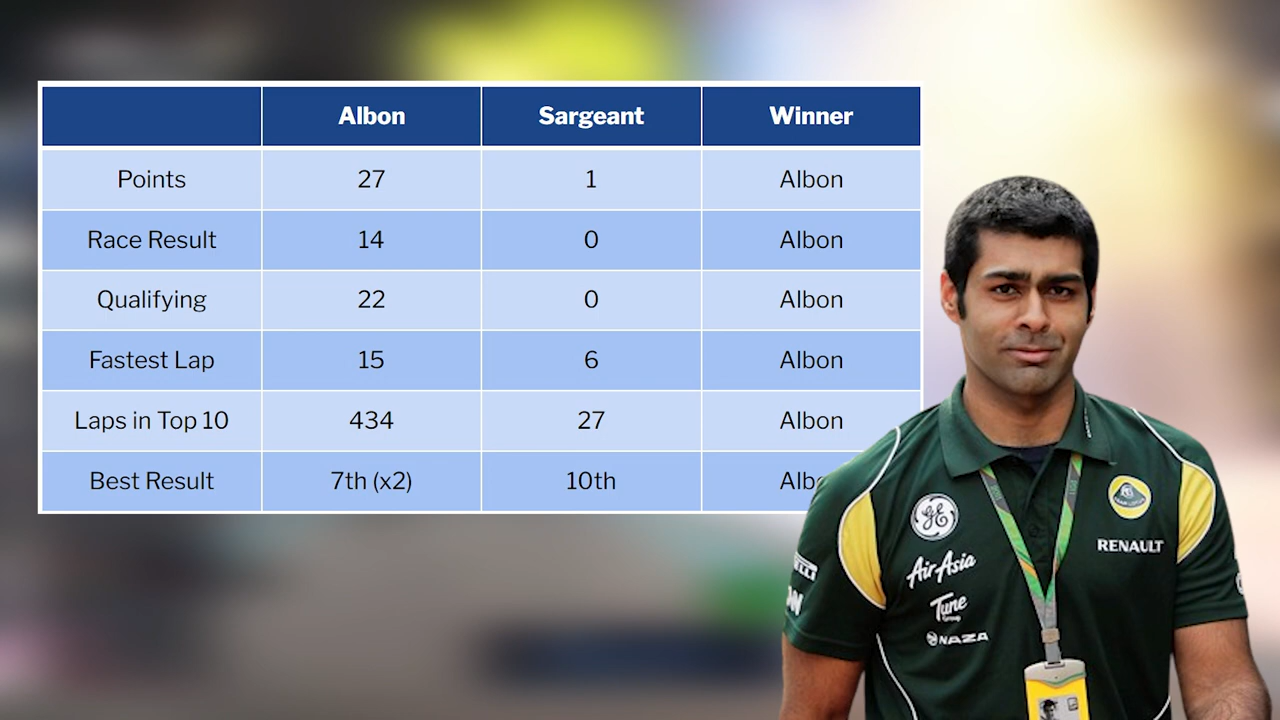 Albon Sargeant Winner
Points 27 1 Albon
Race Result 14 0 Albon
Qualifying 22 0 Albon
Fastest Lap 15 6 Albon
Laps in Top 10 434 27 Albon
Best Result 7th (x2) 10th Alb
GE
RENAULT
AirAsia
Tune
Group
NAZA